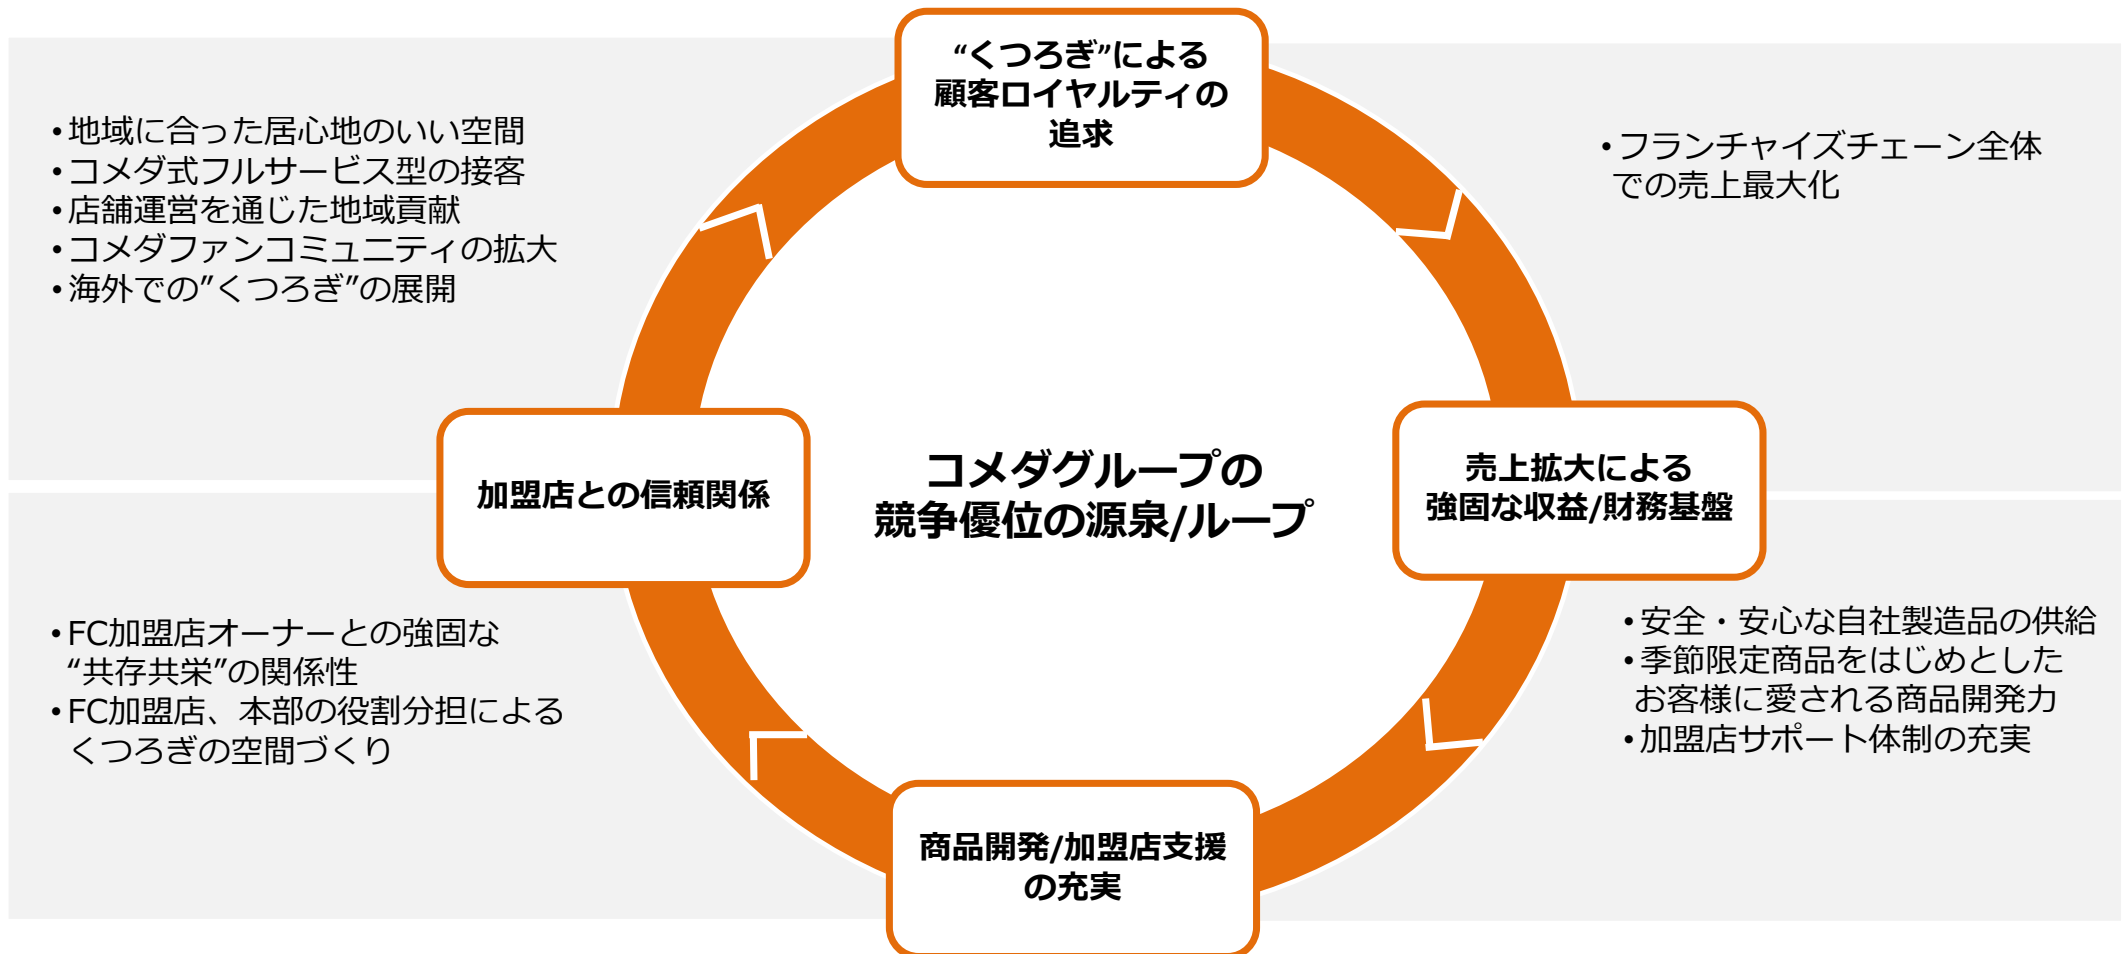 “くつろぎ”による
顧客ロイヤルティの
追求
•地域に合った居心地のいい空間
•コメダ式フルサービス型の接客
•店舗運営を通じた地域貢献
•コメダファンコミュニティの拡大
•海外での”くつろぎ”の展開
•フランチャイズチェーン全体
での売上最大化
加盟店との信頼関係
コメダグループの
競争優位の源泉/ループ
売上拡大による
強固な収益/財務基盤
•FC加盟店オーナーとの強固な
“共存共栄”の関係性
•FC加盟店、本部の役割分担による
くつろぎの空間づくり
•安全・安心な自社製造品の供給
•季節限定商品をはじめとした
お客様に愛される商品開発力
•加盟店サポート体制の充実
商品開発/加盟店支援
の充実